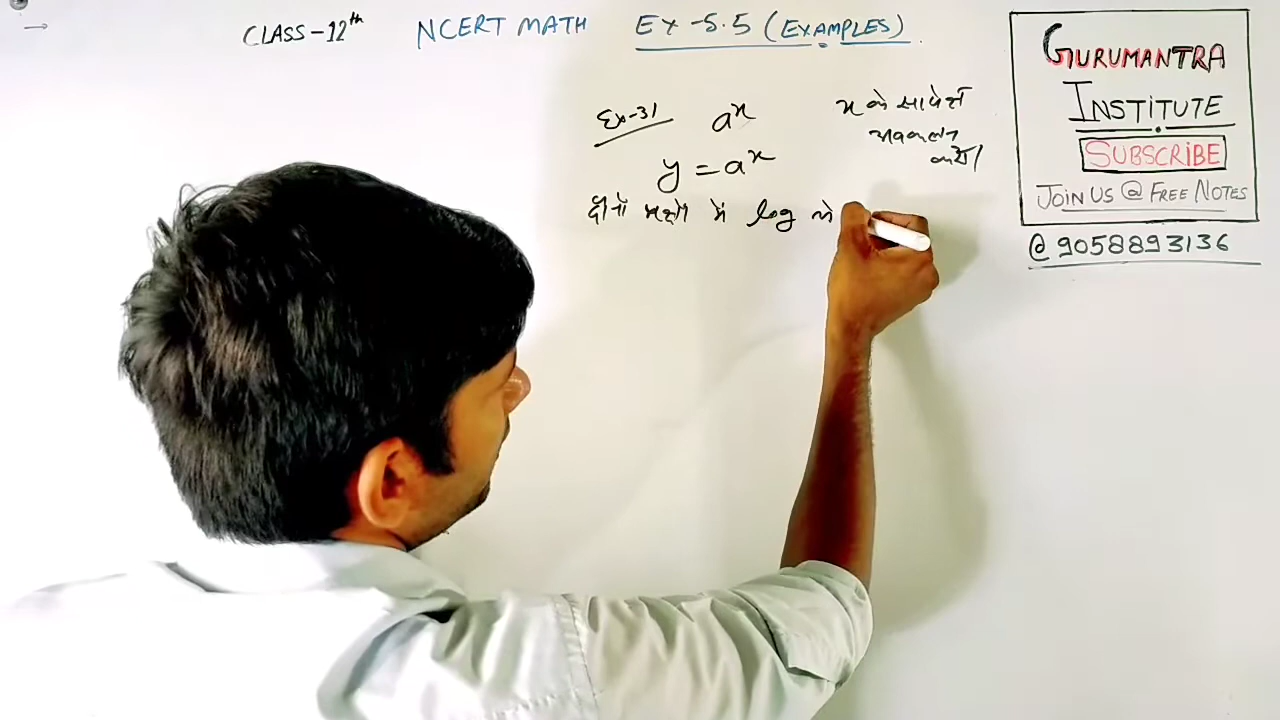 CLASS-12th NCERT MATH Ex-5.5 (EXAMPLES)
Ex-31 a^x x के सापेक्ष
अवकलन
करो।
y = a^x
दोनों पक्षों में log ले
GURUMANTRA
INSTITUTE
SUBSCRIBE
JOIN US @ FREE NOTES
@ 9058893136